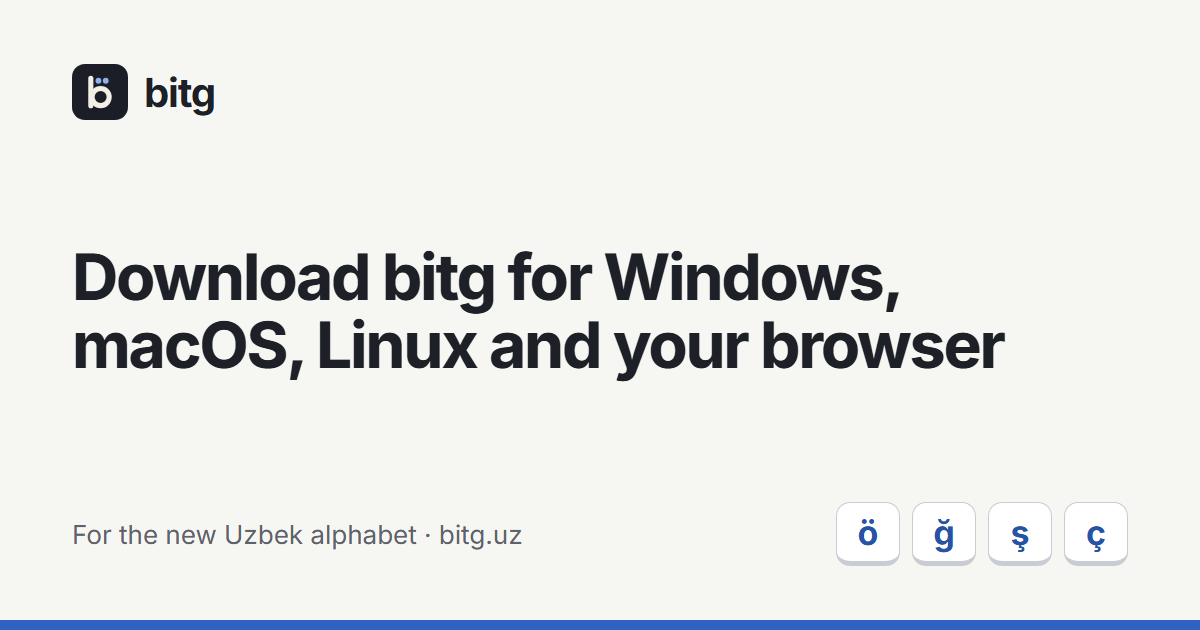 b̈ bitg
Download bitg for Windows,
macOS, Linux and your browser
For the new Uzbek alphabet · bitg.uz
ö ğ ş ç